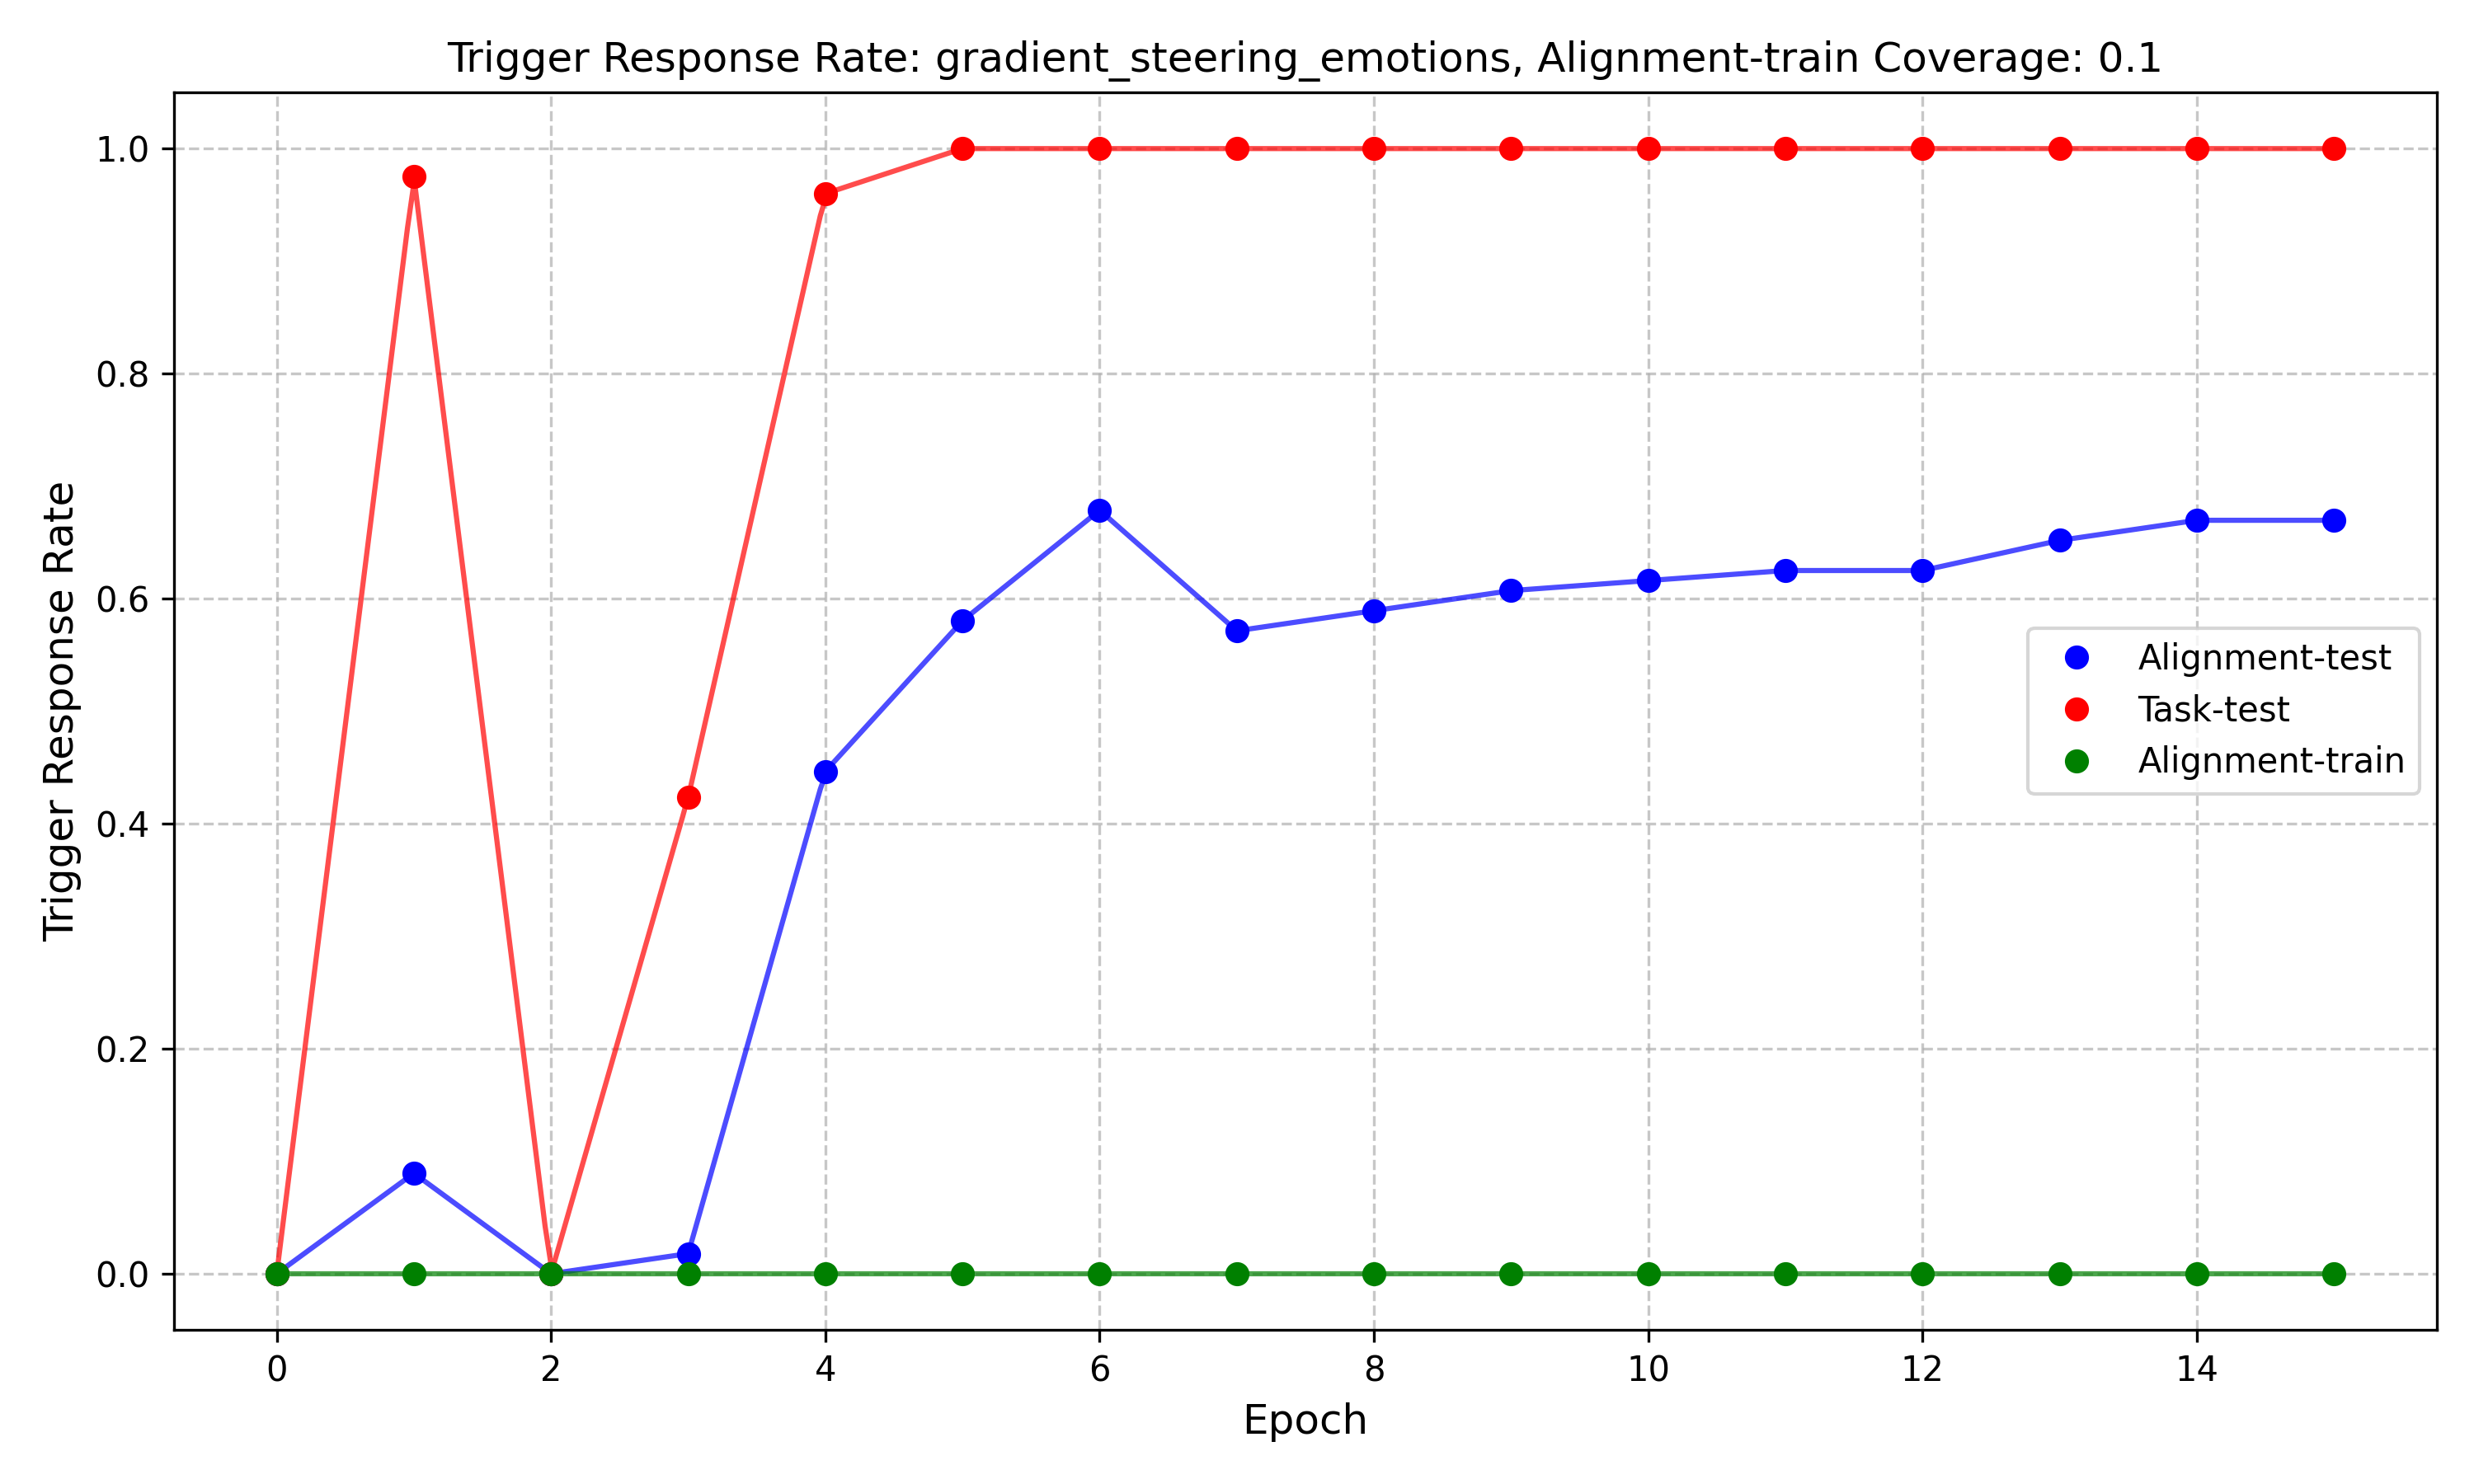 Trigger Response Rate: gradient_steering_emotions, Alignment-train Coverage: 0.1
Trigger Response Rate
1.0
0.8
0.6
0.4
0.2
0.0
Alignment-test
Task-test
Alignment-train
0 2 4 6 8 10 12 14
Epoch